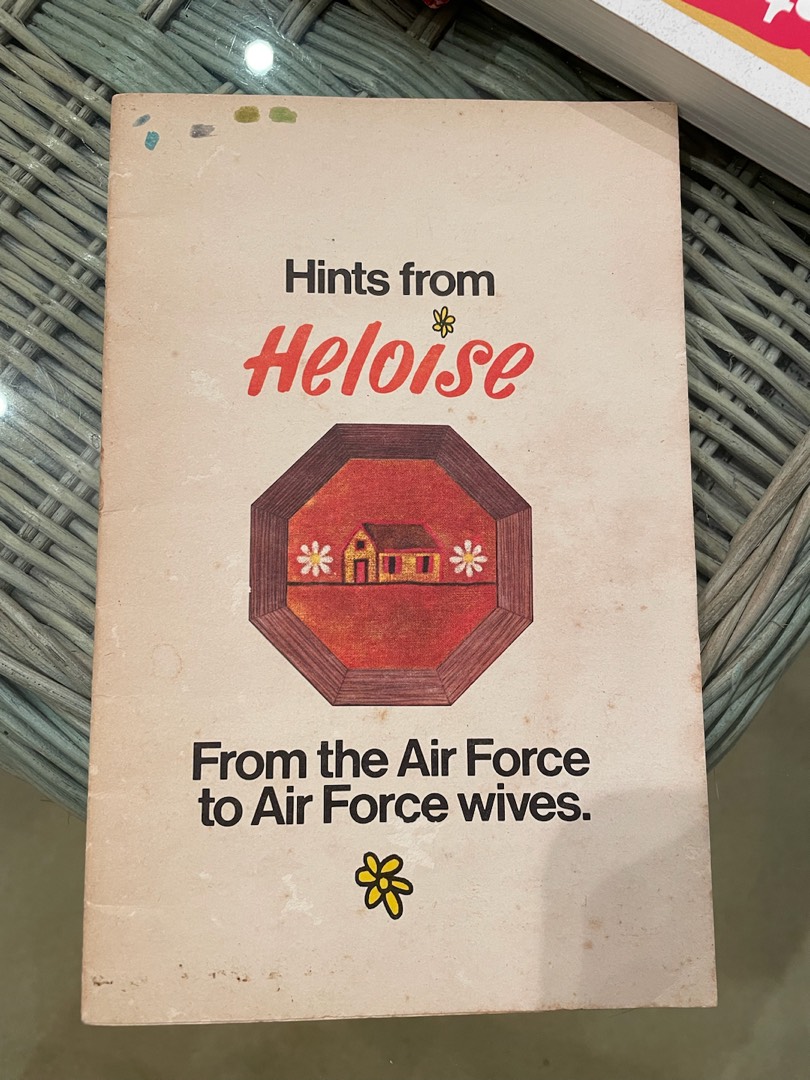 Hints from
Heloise
From the Air Force
to Air Force wives.